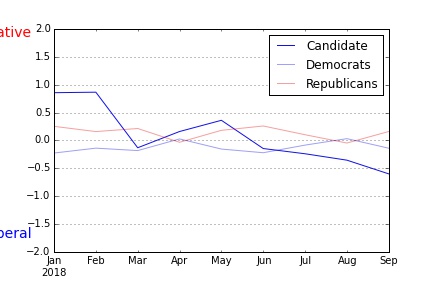 ative
peral
2.0
1.5
1.0
0.5
0.0
−0.5
−1.0
−1.5
−2.0
Candidate
Democrats
Republicans
Jan Feb Mar Apr May Jun Jul Aug Sep
2018